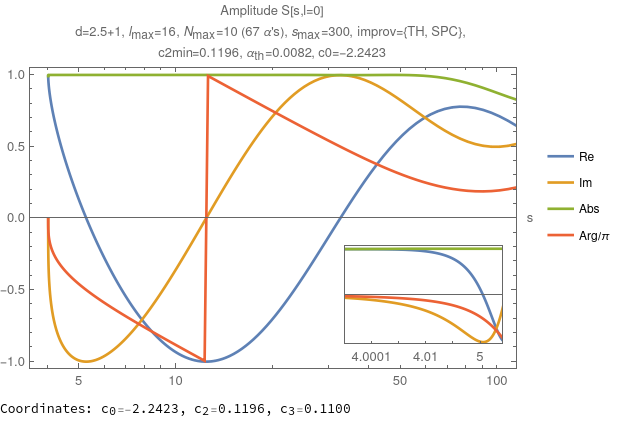 Amplitude S[s,l=0]
d=2.5+1, lmax=16, Nmax=10 (67 α's), smax=300, improv={TH, SPC},
c2min=0.1196, αth=0.0082, c0=-2.2423
1.0
0.5
0.0
-0.5
-1.0
5 10 50 100
s
Re
Im
Abs
Arg/π
4.0001 4.01 5
Coordinates: c0=-2.2423, c2=0.1196, c3=0.1100